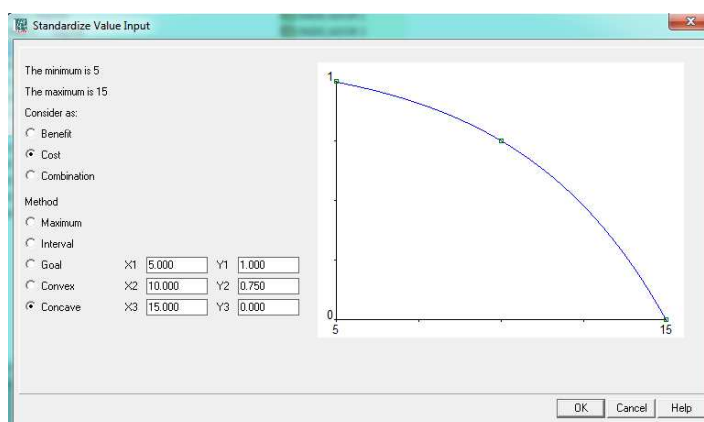 Standardize Value Input
The minimum is 5
The maximum is 15
Consider as:
Benefit
Cost
Combination
Method
Maximum
Interval
Goal X1 5.000 Y1 1.000
Convex X2 10.000 Y2 0.750
Concave X3 15.000 Y3 0.000
1
0
5 15
OK Cancel Help